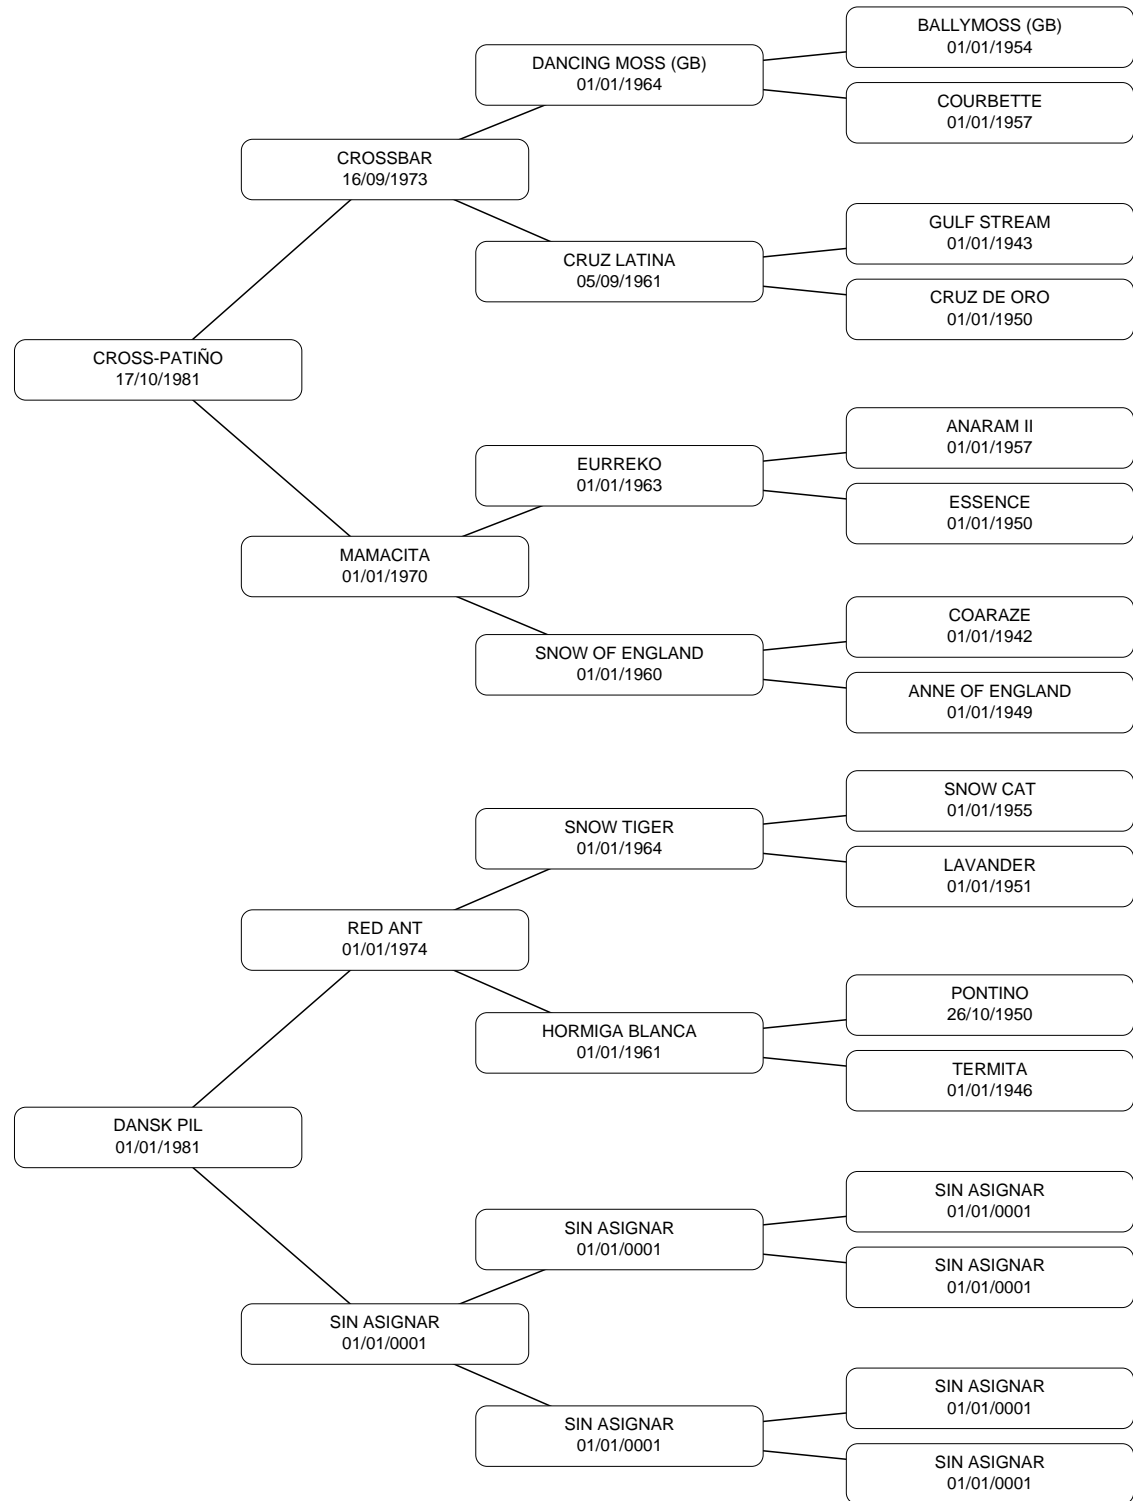 BALLYMOSS (GB)
01/01/1954
DANCING MOSS (GB)
01/01/1964
COURBETTE
01/01/1957
CROSSBAR
16/09/1973
GULF STREAM
01/01/1943
CRUZ LATINA
05/09/1961
CRUZ DE ORO
01/01/1950
CROSS-PATIÑO
17/10/1981
ANARAM II
01/01/1957
EURREKO
01/01/1963
ESSENCE
01/01/1950
MAMACITA
01/01/1970
COARAZE
01/01/1942
SNOW OF ENGLAND
01/01/1960
ANNE OF ENGLAND
01/01/1949
SNOW CAT
01/01/1955
SNOW TIGER
01/01/1964
LAVANDER
01/01/1951
RED ANT
01/01/1974
PONTINO
26/10/1950
HORMIGA BLANCA
01/01/1961
TERMITA
01/01/1946
DANSK PIL
01/01/1981
SIN ASIGNAR
01/01/0001
SIN ASIGNAR
01/01/0001
SIN ASIGNAR
01/01/0001
SIN ASIGNAR
01/01/0001
SIN ASIGNAR
01/01/0001
SIN ASIGNAR
01/01/0001
SIN ASIGNAR
01/01/0001